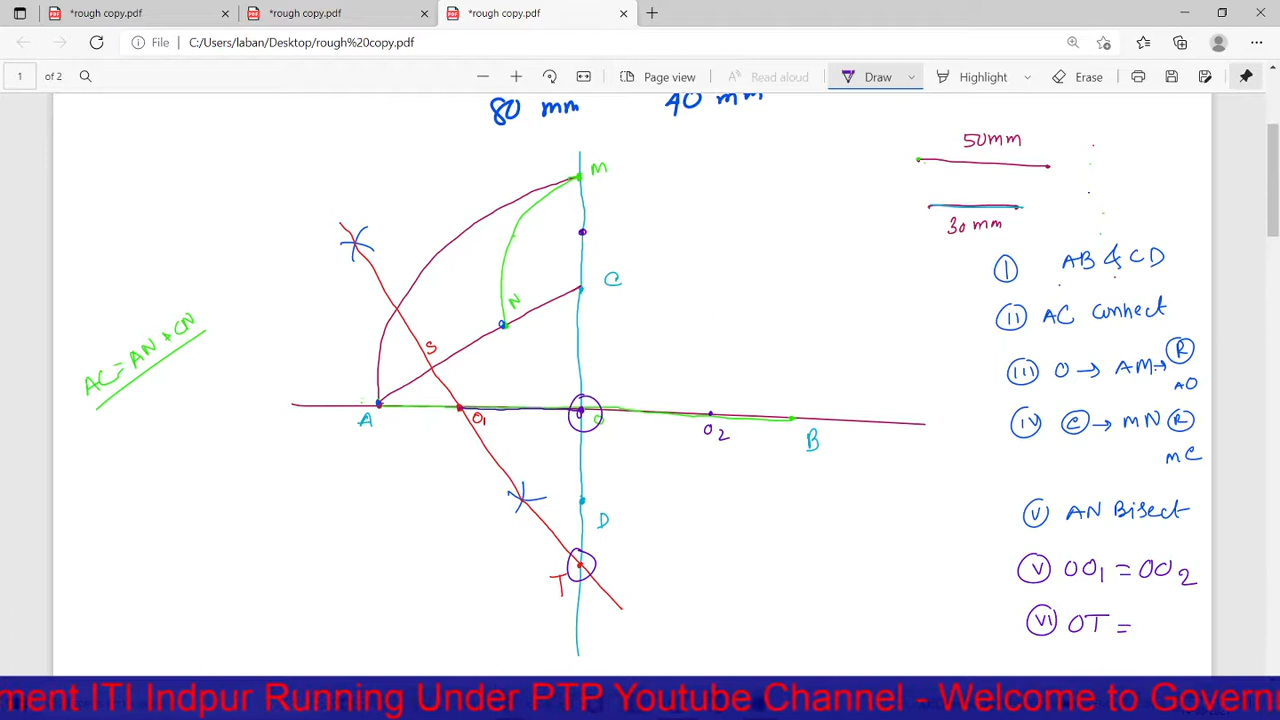 *rough copy.pdf
*rough copy.pdf
*rough copy.pdf
File C:/Users/laban/Desktop/rough%20copy.pdf
1 of 2 Page view Read aloud Draw Highlight Erase
80 mm 40 mm
50mm
30 mm
M
C
N
S
A O1 O O2 B
D
T
AC = AN + CN
I AB & CD
II AC Connect
III O → AM → R
AO
IV C → MN R
MC
V AN Bisect
V OO1 = OO2
VI OT =
ment ITI Indpur Running Under PTP Youtube Channel - Welcome to Governm